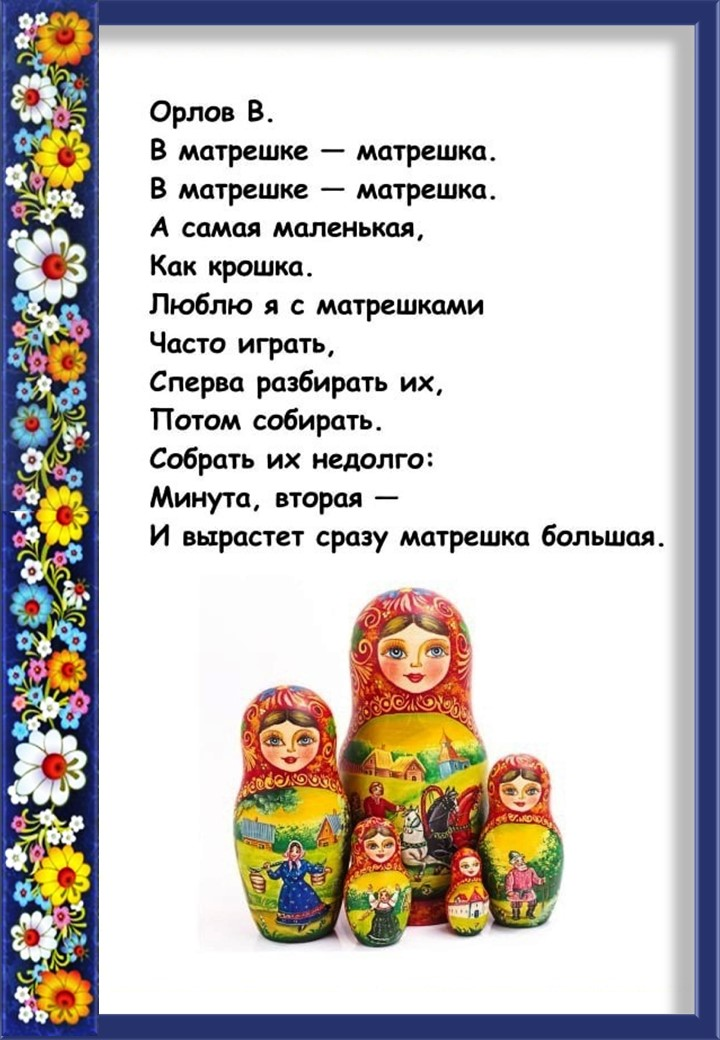 Орлов В.
В матрешке — матрешка.
В матрешке — матрешка.
А самая маленькая,
Как крошка.
Люблю я с матрешками
Часто играть,
Сперва разбирать их,
Потом собирать.
Собрать их недолго:
Минута, вторая —
И вырастет сразу матрешка большая.